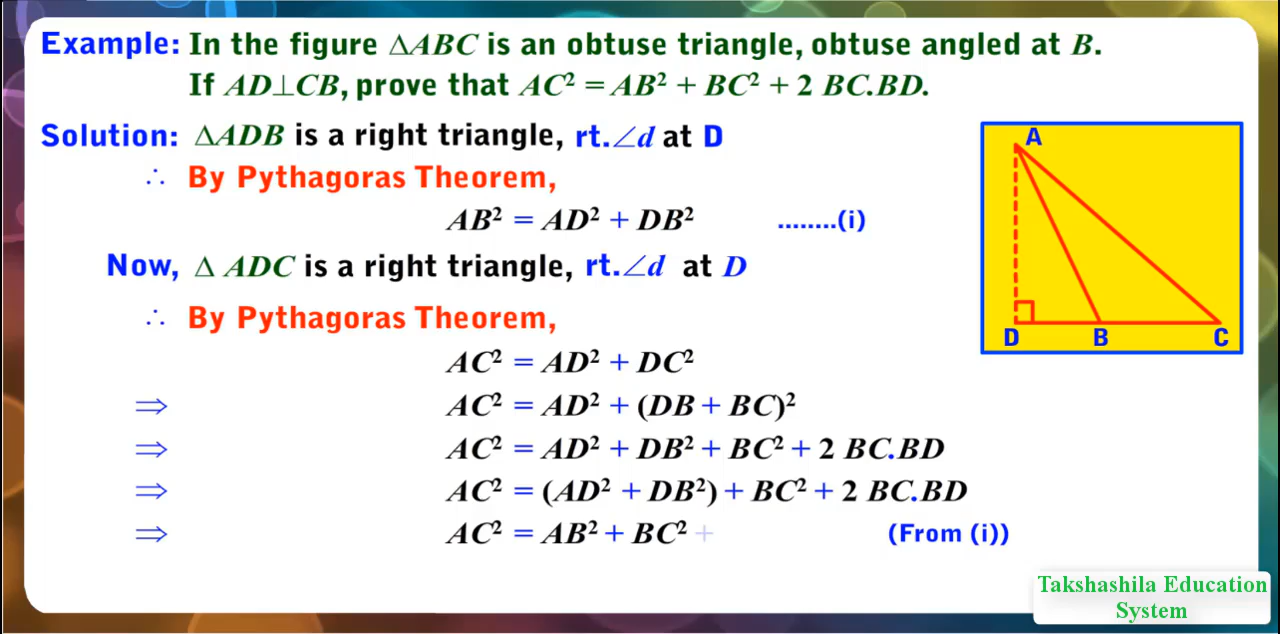 Example: In the figure ΔABC is an obtuse triangle, obtuse angled at B.
If AD⊥CB, prove that AC² = AB² + BC² + 2 BC.BD.
Solution: ΔADB is a right triangle, rt.∠d at D
∴ By Pythagoras Theorem,
AB² = AD² + DB² ........(i)
Now, Δ ADC is a right triangle, rt.∠d at D
∴ By Pythagoras Theorem,
AC² = AD² + DC²
⇒ AC² = AD² + (DB + BC)²
⇒ AC² = AD² + DB² + BC² + 2 BC.BD
⇒ AC² = (AD² + DB²) + BC² + 2 BC.BD
⇒ AC² = AB² + BC² + (From (i))
A
D B C
Takshashila Education
System